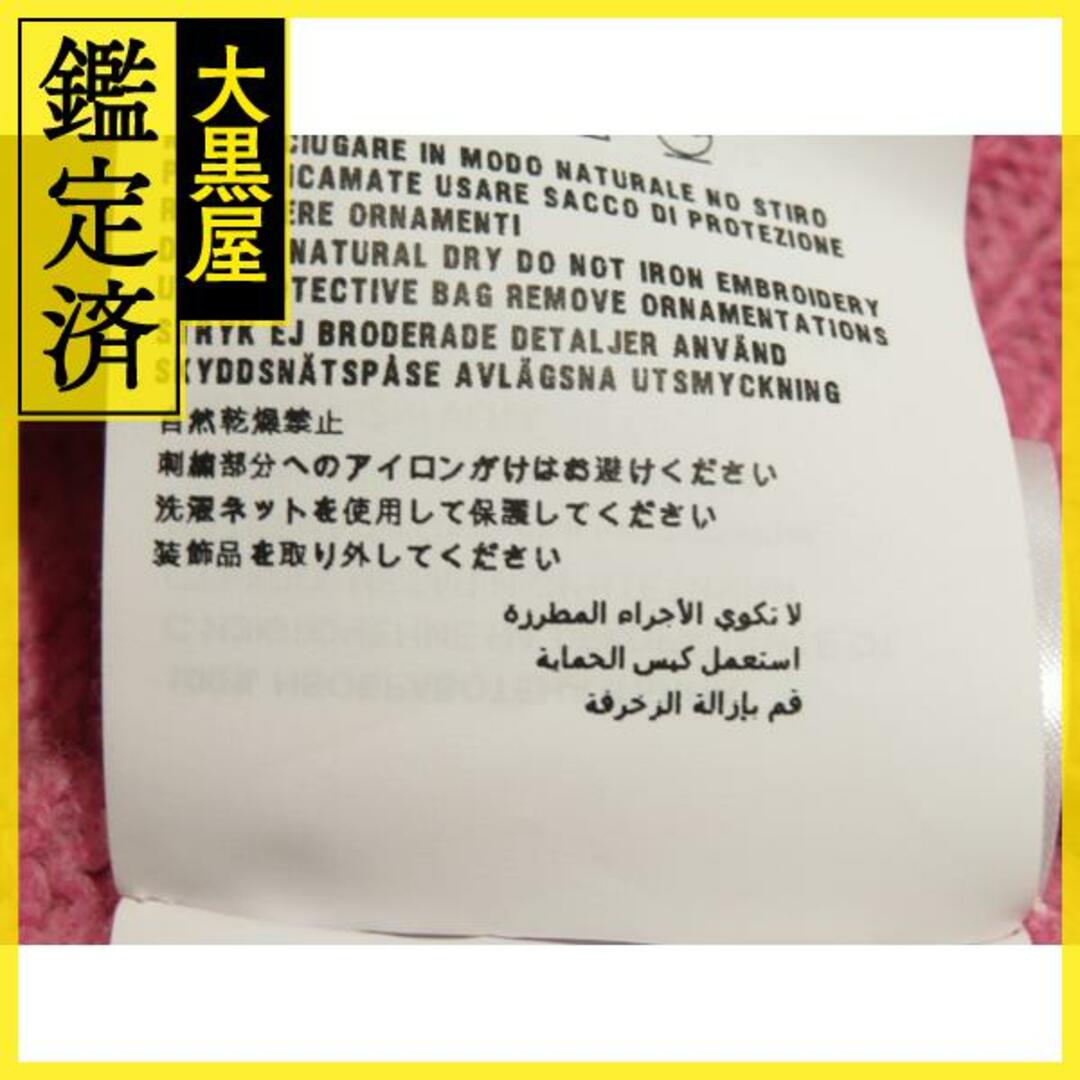 鑑定済
大黒屋
CIUGARE IN MODO NATURALE NO STIRO
ICAMATE USARE SACCO DI PROTEZIONE
ERE ORNAMENTI
NATURAL DRY DO NOT IRON EMBROIDERY
TECTIVE BAG REMOVE ORNAMENTATIONS
STRYK EJ BRODERADE DETALJER ANVÄND
SKYDDSNÄTSPÅSE AVLÄGSNA UTSMYCKNING
自然乾燥禁止
刺繍部分へのアイロンがけはお避けください
洗濯ネットを使用して保護してください
装飾品を取り外してください
لا تكوي الأجزاء المطرزة
استعمل كيس الحماية
قم بإزالة الزخرفة